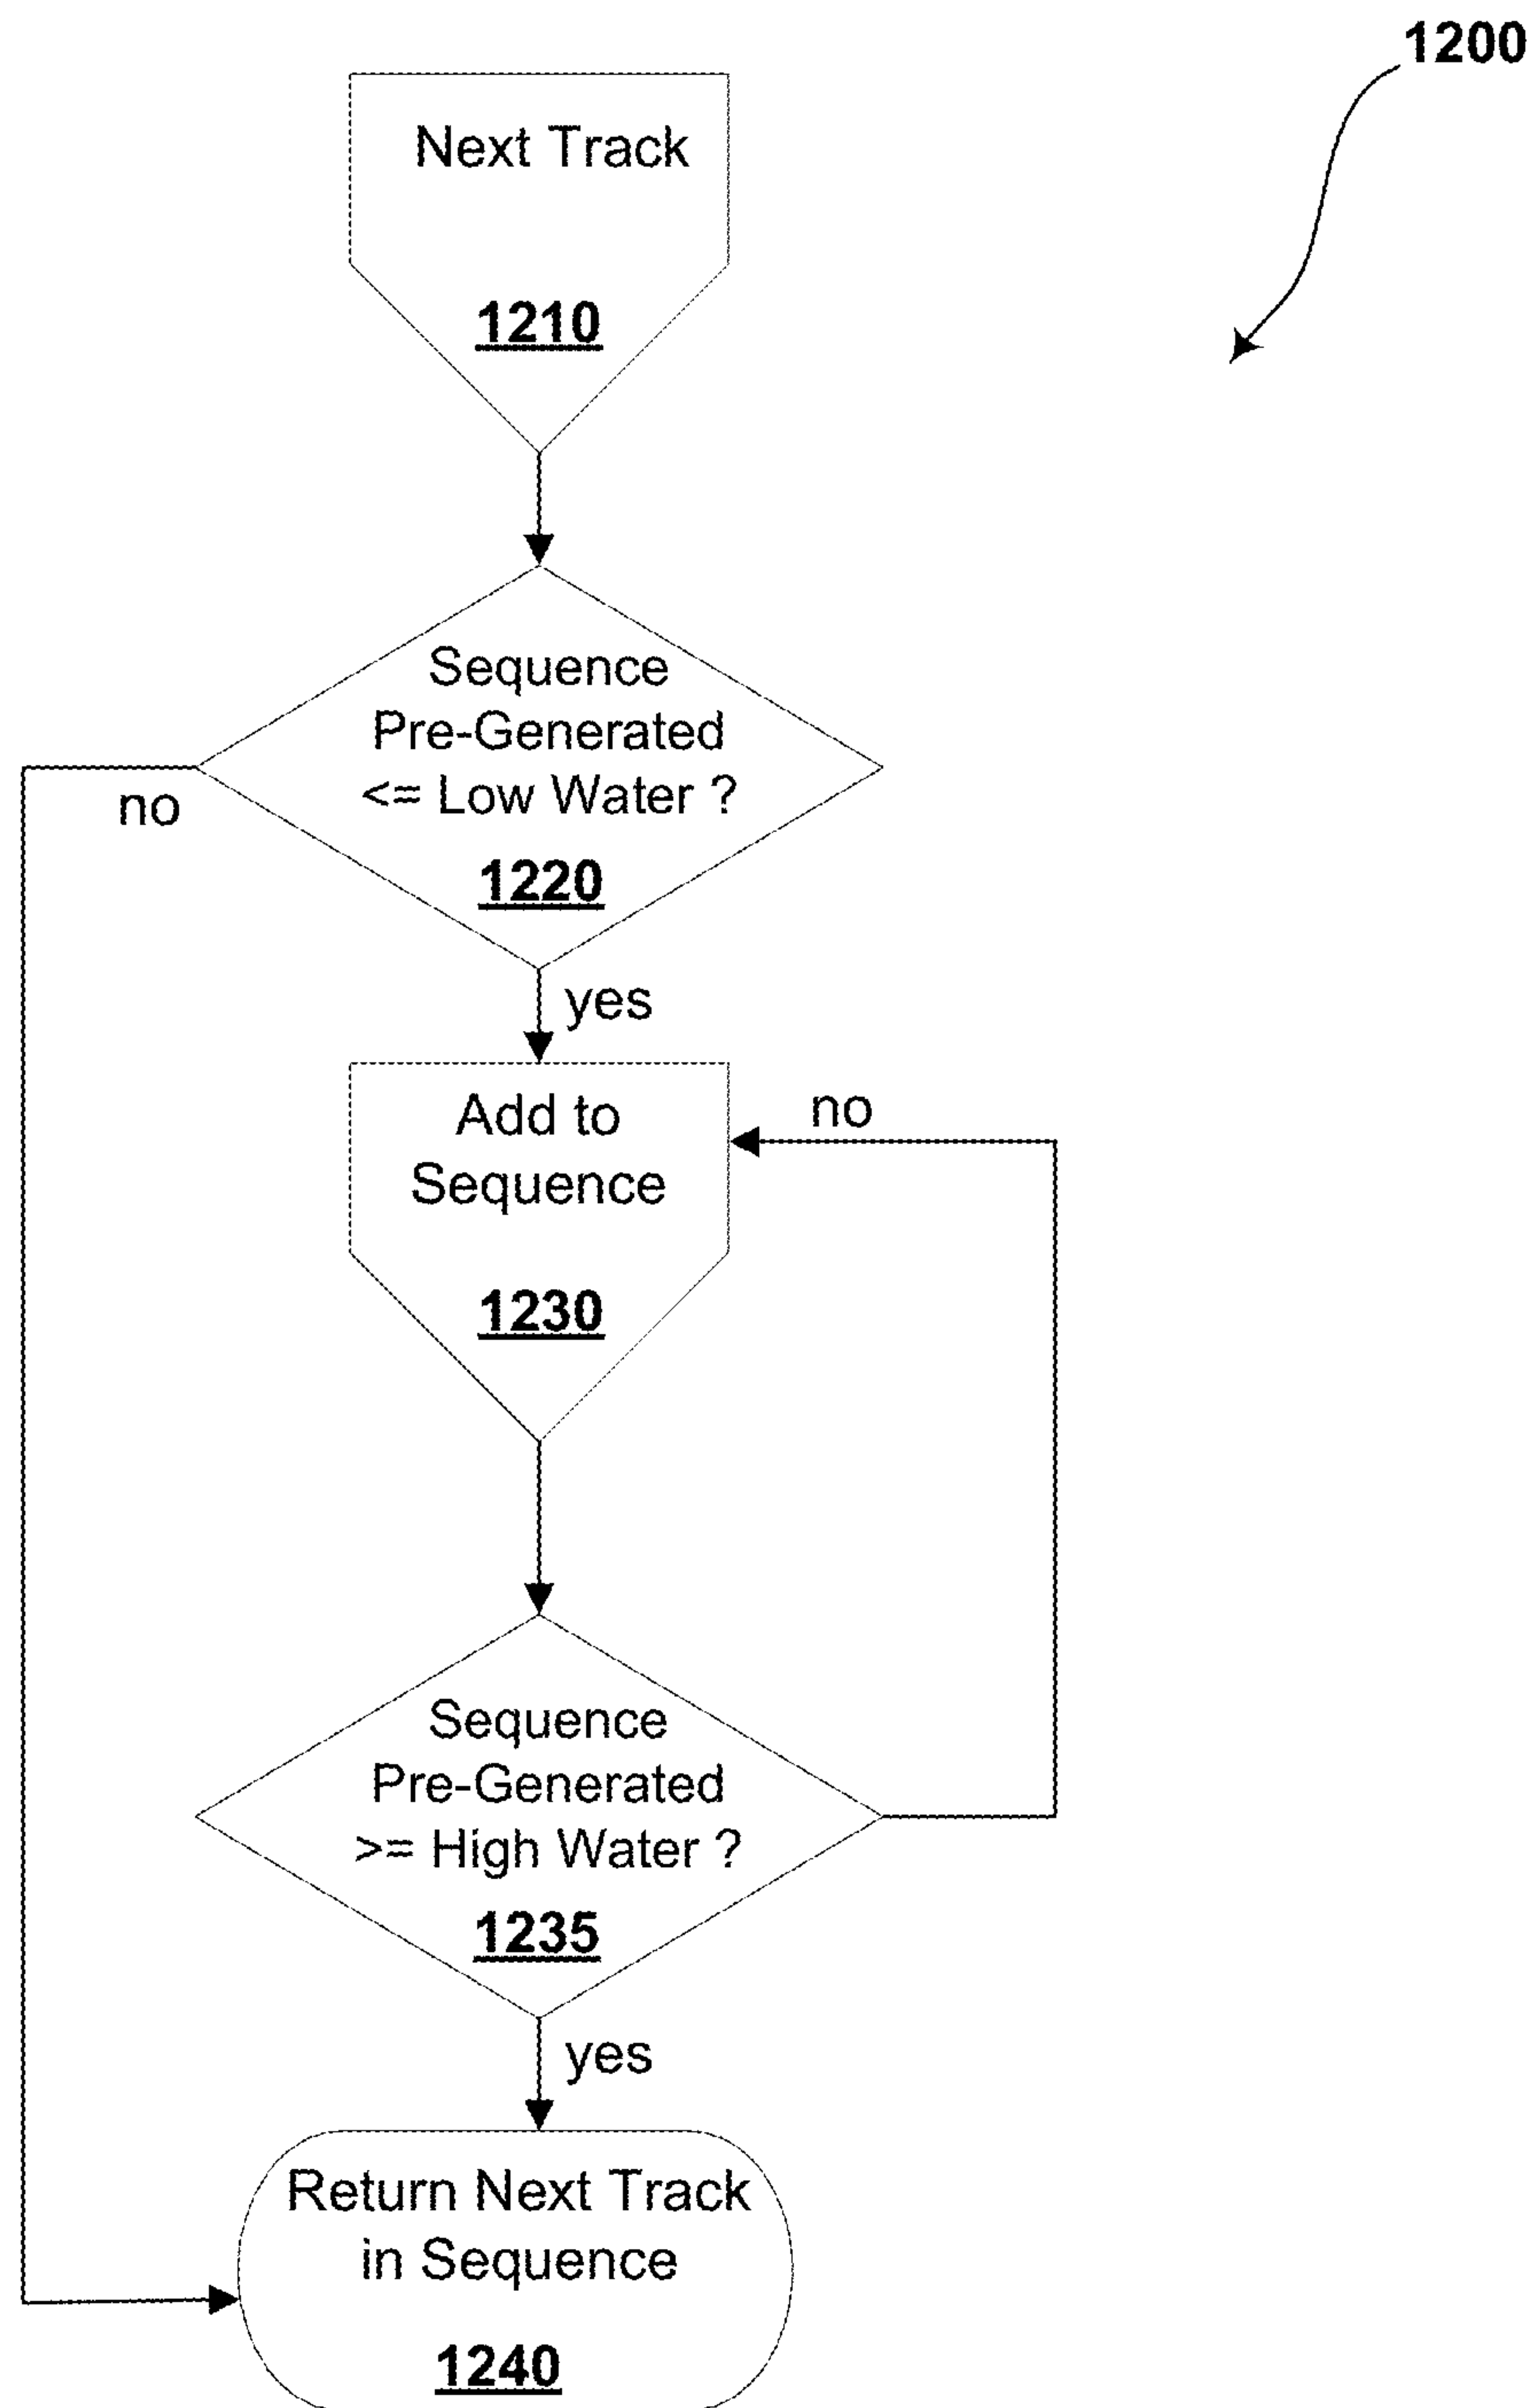 1200
Next Track
1210
Sequence
Pre-Generated
<= Low Water ?
1220
no
yes
Add to
Sequence
1230
no
Sequence
Pre-Generated
>= High Water ?
1235
yes
Return Next Track
in Sequence
1240